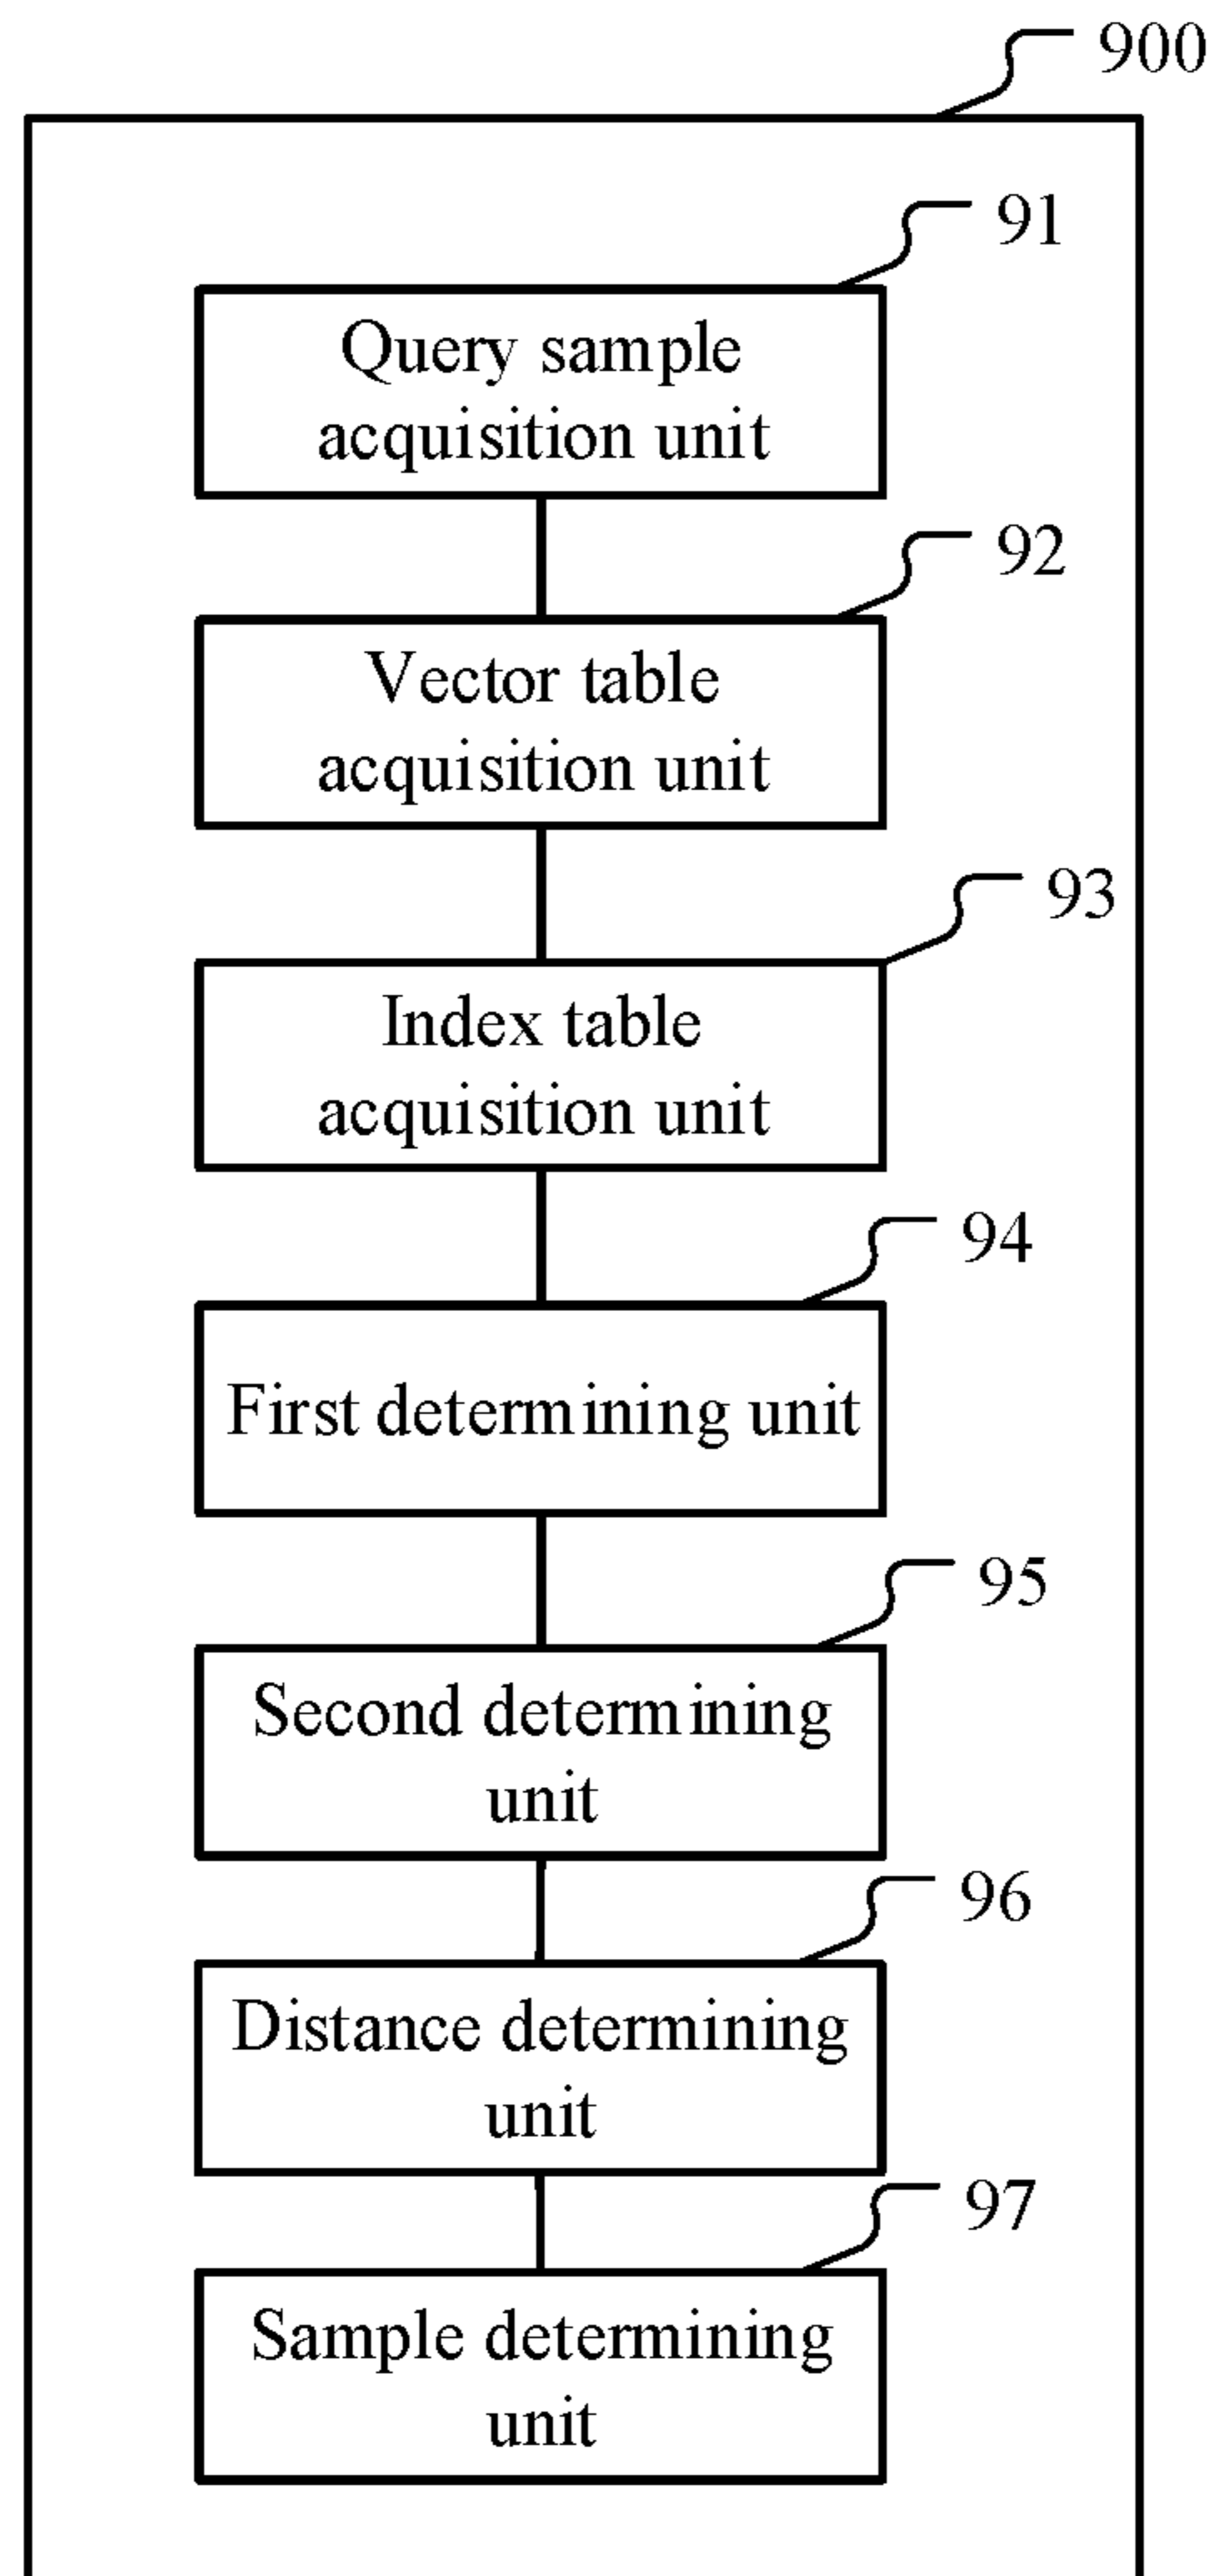 900
91
Query sample
acquisition unit
92
Vector table
acquisition unit
93
Index table
acquisition unit
94
First determining unit
95
Second determining
unit
96
Distance determining
unit
97
Sample determining
unit